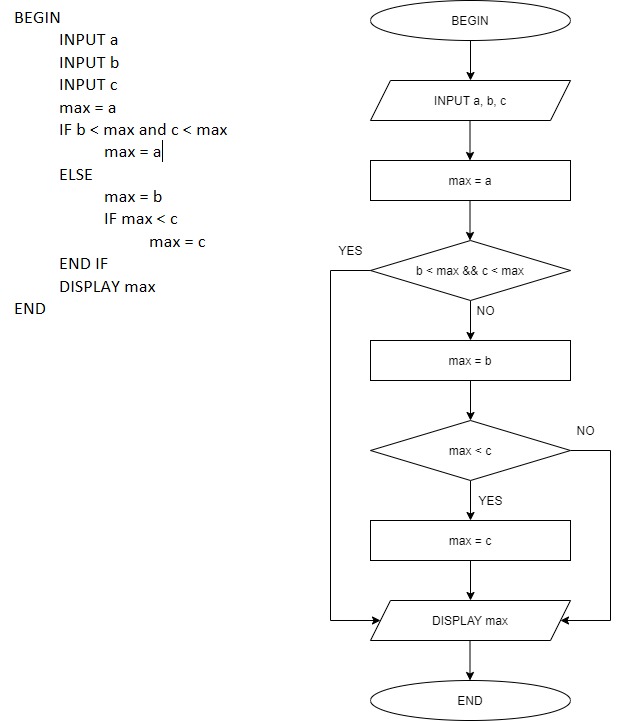 BEGIN
INPUT a
INPUT b
INPUT c
max = a
IF b < max and c < max
max = a
ELSE
max = b
IF max < c
max = c
END IF
DISPLAY max
END
BEGIN
INPUT a, b, c
max = a
YES
b < max && c < max
NO
max = b
NO
max < c
YES
max = c
DISPLAY max
END